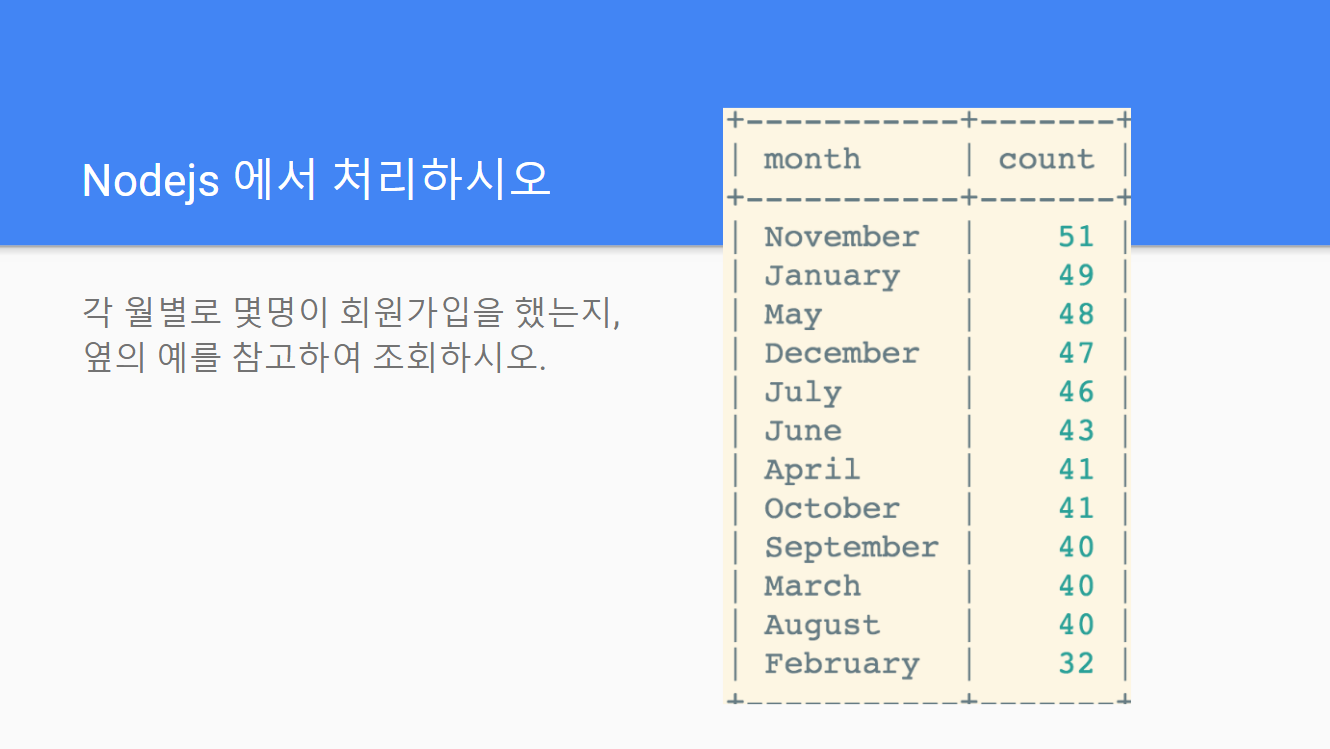 Nodejs 에서 처리하시오
각 월별로 몇명이 회원가입을 했는지,
옆의 예를 참고하여 조회하시오.
+-----------+-------+
| month     | count |
+-----------+-------+
| November  |    51 |
| January   |    49 |
| May       |    48 |
| December  |    47 |
| July      |    46 |
| June      |    43 |
| April     |    41 |
| October   |    41 |
| September |    40 |
| March     |    40 |
| August    |    40 |
| February  |    32 |
+-----------+-------+